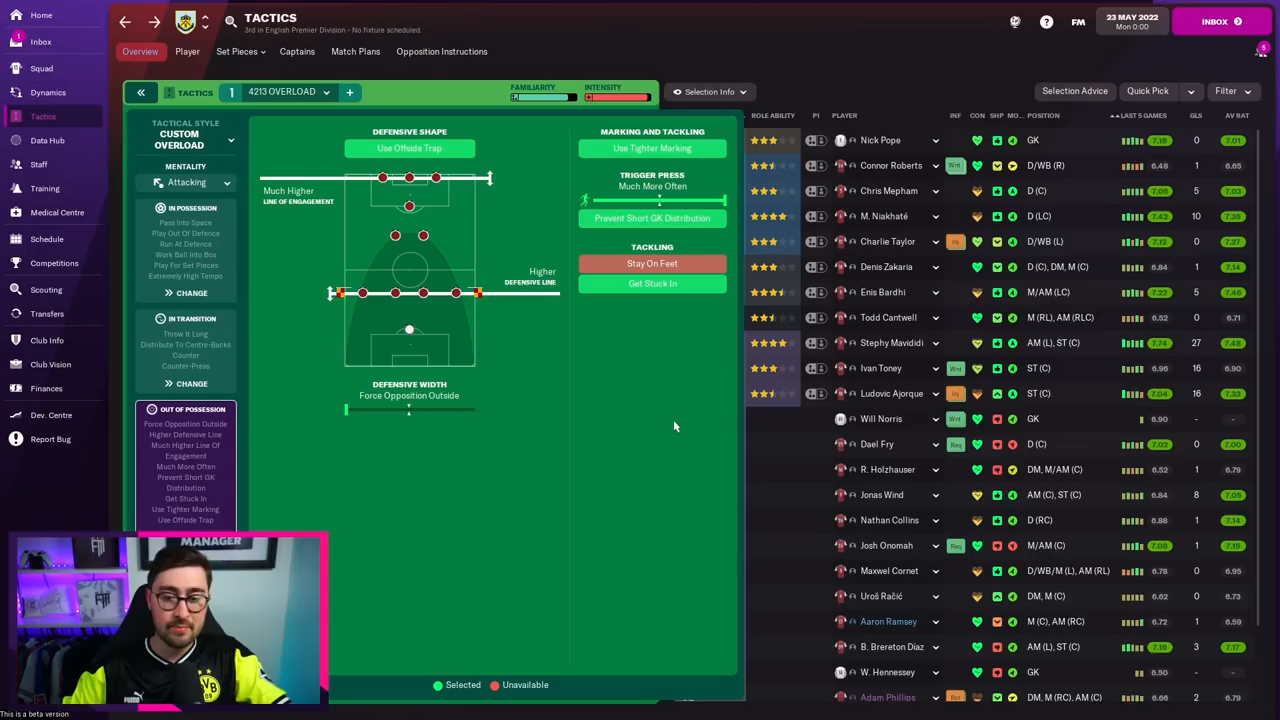 Home
Inbox
1
Squad
Dynamics
Tactics
Data Hub
Staff
Training
Medical Centre
Schedule
Competitions
Scouting
Transfers
Club Info
Club Vision
Finances
Dev. Centre
Report Bug
TACTICS
3rd in English Premier Division - No fixture scheduled.
FM
23 MAY 2022
Mon 0:00
INBOX
5
Overview
Player
Set Pieces
Captains
Match Plans
Opposition Instructions
TACTICS
1
4213 OVERLOAD
FAMILIARITY
INTENSITY
Selection Info
Selection Advice
Quick Pick
Filter
TACTICAL STYLE
CUSTOM
OVERLOAD
MENTALITY
Attacking
IN POSSESSION
Pass Into Space
Play Out Of Defence
Run At Defence
Work Ball Into Box
Play For Set Pieces
Extremely High Tempo
CHANGE
IN TRANSITION
Throw It Long
Distribute To Centre-Backs
Counter
Counter-Press
CHANGE
OUT OF POSSESSION
Force Opposition Outside
Higher Defensive Line
Much Higher Line Of
Engagement
Much More Often
Prevent Short GK
Distribution
Get Stuck In
Use Tighter Marking
Use Offside Trap
DEFENSIVE SHAPE
Use Offside Trap
Much Higher
LINE OF ENGAGEMENT
Higher
DEFENSIVE LINE
DEFENSIVE WIDTH
Force Opposition Outside
MARKING AND TACKLING
Use Tighter Marking
TRIGGER PRESS
Much More Often
Prevent Short GK Distribution
TACKLING
Stay On Feet
Get Stuck In
Selected
Unavailable
ROLE ABILITY PI PLAYER INF CON SHP MO... POSITION LAST 5 GAMES GLS AV RAT
Nick Pope GK 7.18 0 7.01
Connor Roberts Wnt D/WB (R) 6.48 1 6.65
Chris Mepham D (C) 7.06 5 7.03
M. Niakhaté D (LC) 7.42 10 7.35
Charlie Taylor Inj D/WB (L) 7.12 0 7.27
Denis Zakaria D (C), DM, M (C) 6.84 1 7.14
Enis Bardhi M/AM (LC) 7.22 5 7.46
Todd Cantwell M (RL), AM (RLC) 6.52 0 6.71
Stephy Mavididi AM (L), ST (C) 7.74 27 7.48
Ivan Toney Wnt ST (C) 6.96 16 6.90
Ludovic Ajorque Inj ST (C) 7.04 16 7.33
Will Norris Wnt GK 6.90 - -
Dael Fry Req D (C) 7.02 0 7.00
R. Holzhauser DM, M/AM (C) 6.52 1 6.79
Jonas Wind AM (C), ST (C) 6.84 8 7.05
Nathan Collins D (RC) 6.88 1 7.14
Josh Onomah Req M/AM (C) 7.08 1 7.15
Maxwel Cornet D/WB/M (L), AM (RL) 6.78 0 6.95
Uroš Račić DM, M (C) 6.62 0 6.73
Aaron Ramsey M (C), AM (RC) 6.72 1 6.59
B. Brereton Díaz AM (L), ST (C) 7.16 3 7.17
W. Hennessey GK 6.50 - -
Adam Phillips DM, M (RC), AM (C) 6.66 2 6.79
MANAGER
BVB
09
This is a beta version